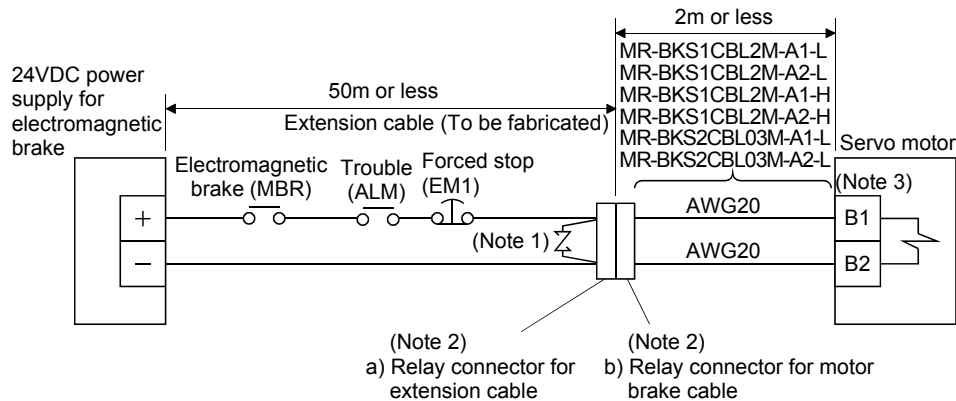 2m or less
MR-BKS1CBL2M-A1-L
MR-BKS1CBL2M-A2-L
MR-BKS1CBL2M-A1-H
MR-BKS1CBL2M-A2-H
MR-BKS2CBL03M-A1-L
MR-BKS2CBL03M-A2-L
24VDC power
supply for
electromagnetic
brake
50m or less
Extension cable (To be fabricated)
Servo motor
Electromagnetic
brake (MBR)
Trouble
(ALM)
Forced stop
(EM1)
(Note 3)
+
AWG20
B1
(Note 1)
−
AWG20
B2
(Note 2)
a) Relay connector for
extension cable
(Note 2)
b) Relay connector for motor
brake cable